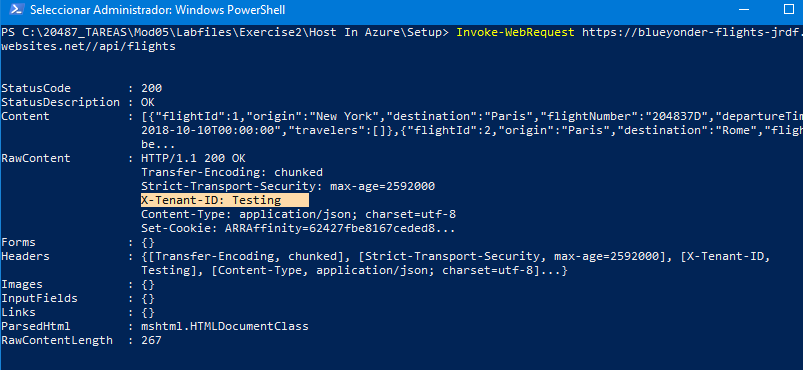 Seleccionar Administrador: Windows PowerShell
PS C:\20487_TAREAS\Mod05\Labfiles\Exercise2\Host In Azure\Setup> Invoke-WebRequest https://blueyonder-flights-jrdf.
websites.net//api/flights
StatusCode : 200
StatusDescription : OK
Content : [{"flightId":1,"origin":"New York","destination":"Paris","flightNumber":"204837D","departureTim
2018-10-10T00:00:00","travelers":[]},{"flightId":2,"origin":"Paris","destination":"Rome","flig
be...
RawContent : HTTP/1.1 200 OK
Transfer-Encoding: chunked
Strict-Transport-Security: max-age=2592000
X-Tenant-ID: Testing
Content-Type: application/json; charset=utf-8
Set-Cookie: ARRAffinity=62427fbe8167ceded8...
Forms : {}
Headers : {[Transfer-Encoding, chunked], [Strict-Transport-Security, max-age=2592000], [X-Tenant-ID,
Testing], [Content-Type, application/json; charset=utf-8]...}
Images : {}
InputFields : {}
Links : {}
ParsedHtml : mshtml.HTMLDocumentClass
RawContentLength : 267